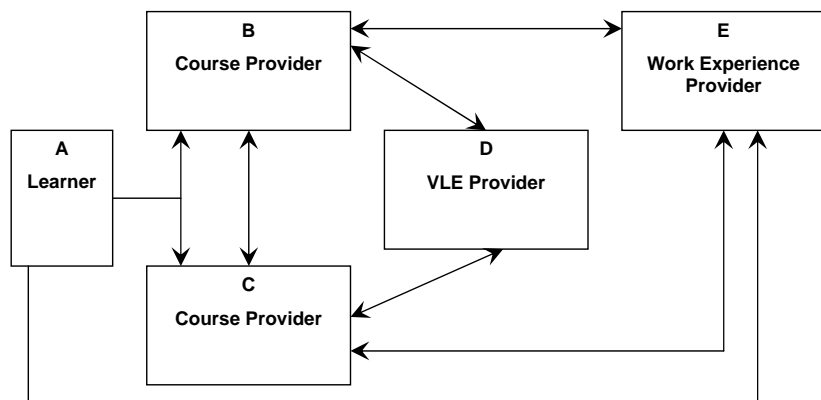 B
Course Provider
E
Work Experience
Provider
A
Learner
D
VLE Provider
C
Course Provider